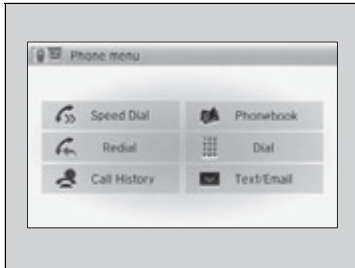 Phone menu
Speed Dial
Phonebook
Redial
Dial
Call History
Text/Email